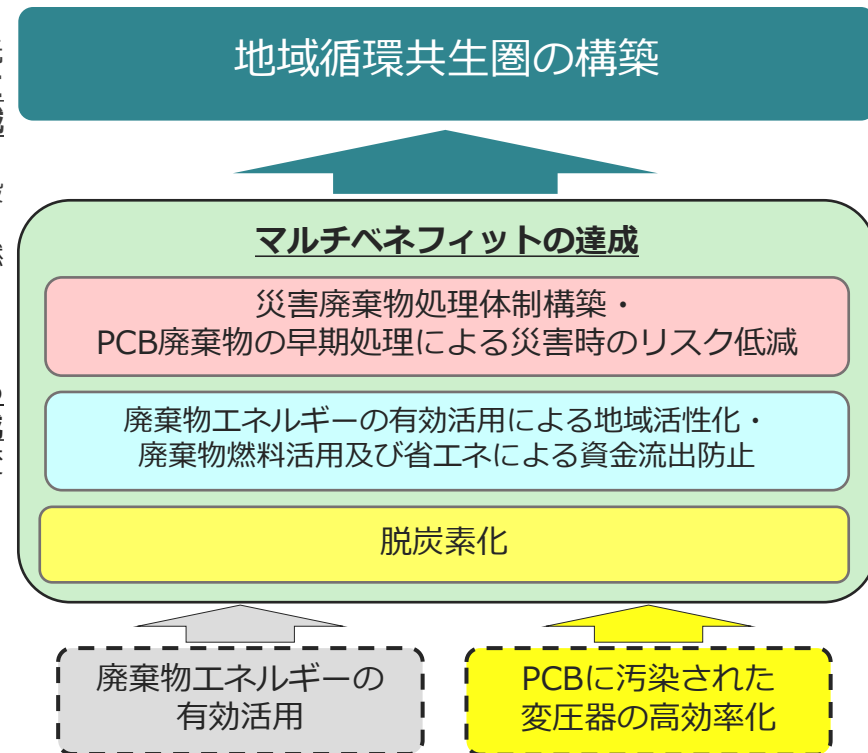 地域循環共生圏の構築
マルチベネフィットの達成
災害廃棄物処理体制構築・
PCB廃棄物の早期処理による災害時のリスク低減
廃棄物エネルギーの有効活用による地域活性化・
廃棄物燃料活用及び省エネによる資金流出防止
脱炭素化
廃棄物エネルギーの
有効活用
PCBに汚染された
変圧器の高効率化